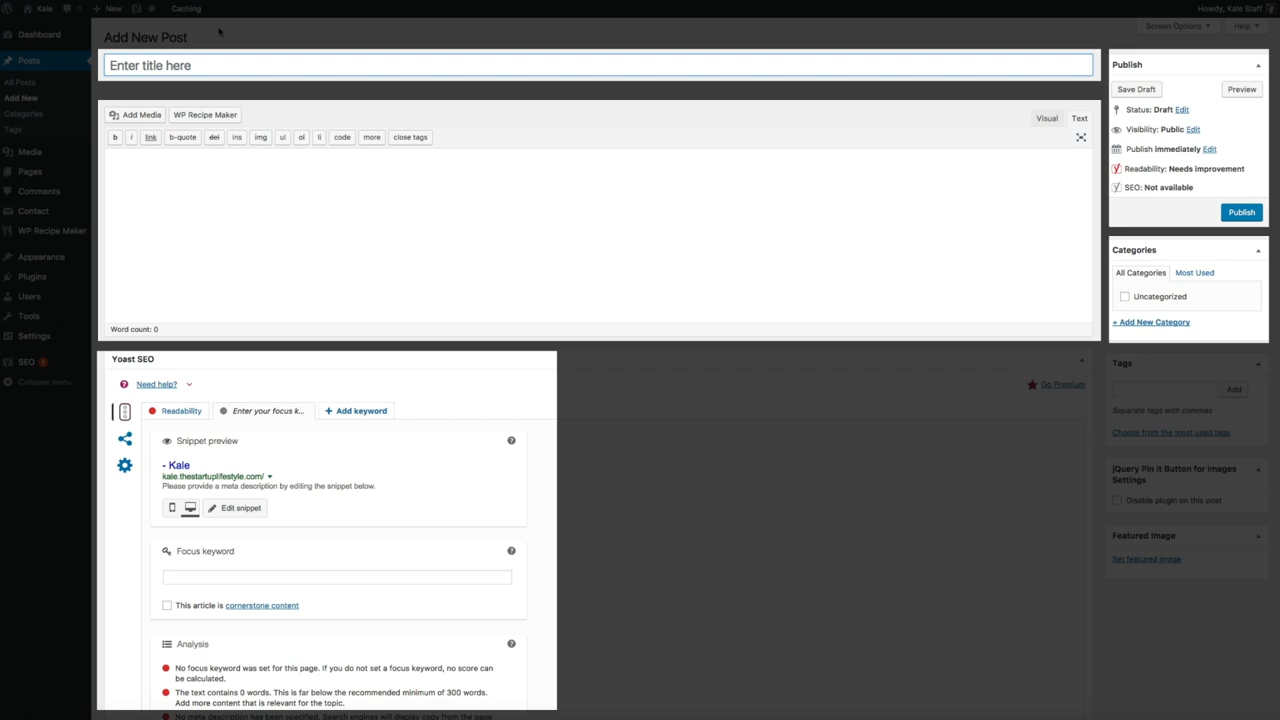 Kale 0 + New Caching Howdy, Kale Staff
Screen Options Help
Dashboard
Posts
All Posts
Add New
Categories
Tags
Media
Pages
Comments
Contact
WP Recipe Maker
Appearance
Plugins
Users
Tools
Settings
SEO 1
Collapse menu
Add New Post
Enter title here
Add Media WP Recipe Maker
Visual Text
b i link b-quote del ins img ul ol li code more close tags
Word count: 0
Yoast SEO
Need help?
Go Premium
Readability Enter your focus k... + Add keyword
Snippet preview
- Kale
kale.thestartuplifestyle.com/
Please provide a meta description by editing the snippet below.
Edit snippet
Focus keyword
This article is cornerstone content
Analysis
No focus keyword was set for this page. If you do not set a focus keyword, no score can
be calculated.
The text contains 0 words. This is far below the recommended minimum of 300 words.
Add more content that is relevant for the topic.
No meta description has been specified. Search engines will display copy from the page
Publish
Save Draft Preview
Status: Draft Edit
Visibility: Public Edit
Publish immediately Edit
Readability: Needs improvement
SEO: Not available
Publish
Categories
All Categories Most Used
Uncategorized
+ Add New Category
Tags
Add
Separate tags with commas
Choose from the most used tags
jQuery Pin It Button for Images
Settings
Disable plugin on this post
Featured Image
Set featured image